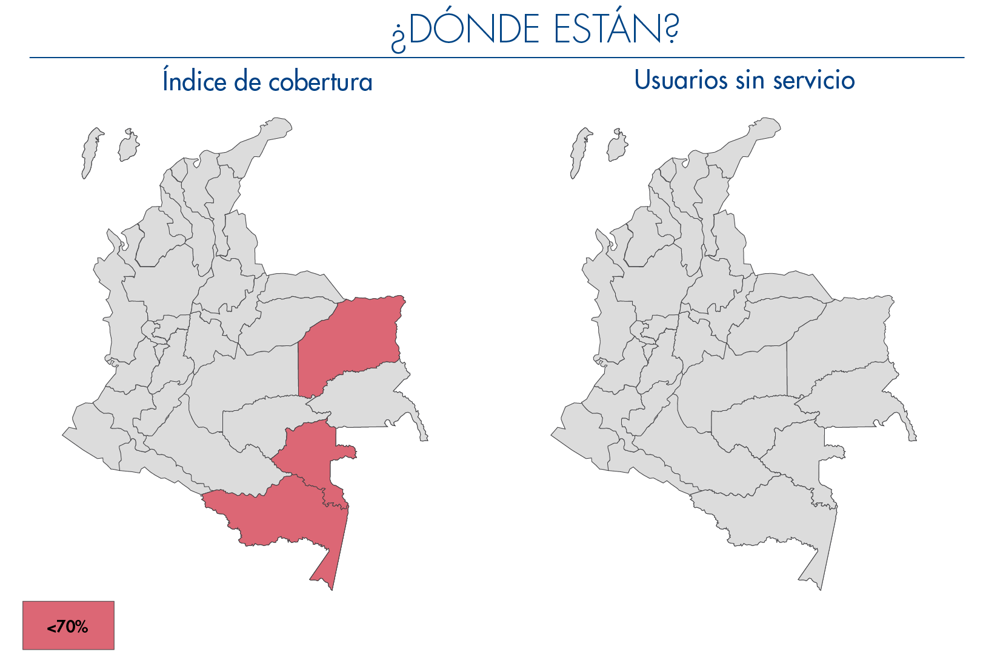 ¿DÓNDE ESTÁN?
Índice de cobertura
Usuarios sin servicio
<70%